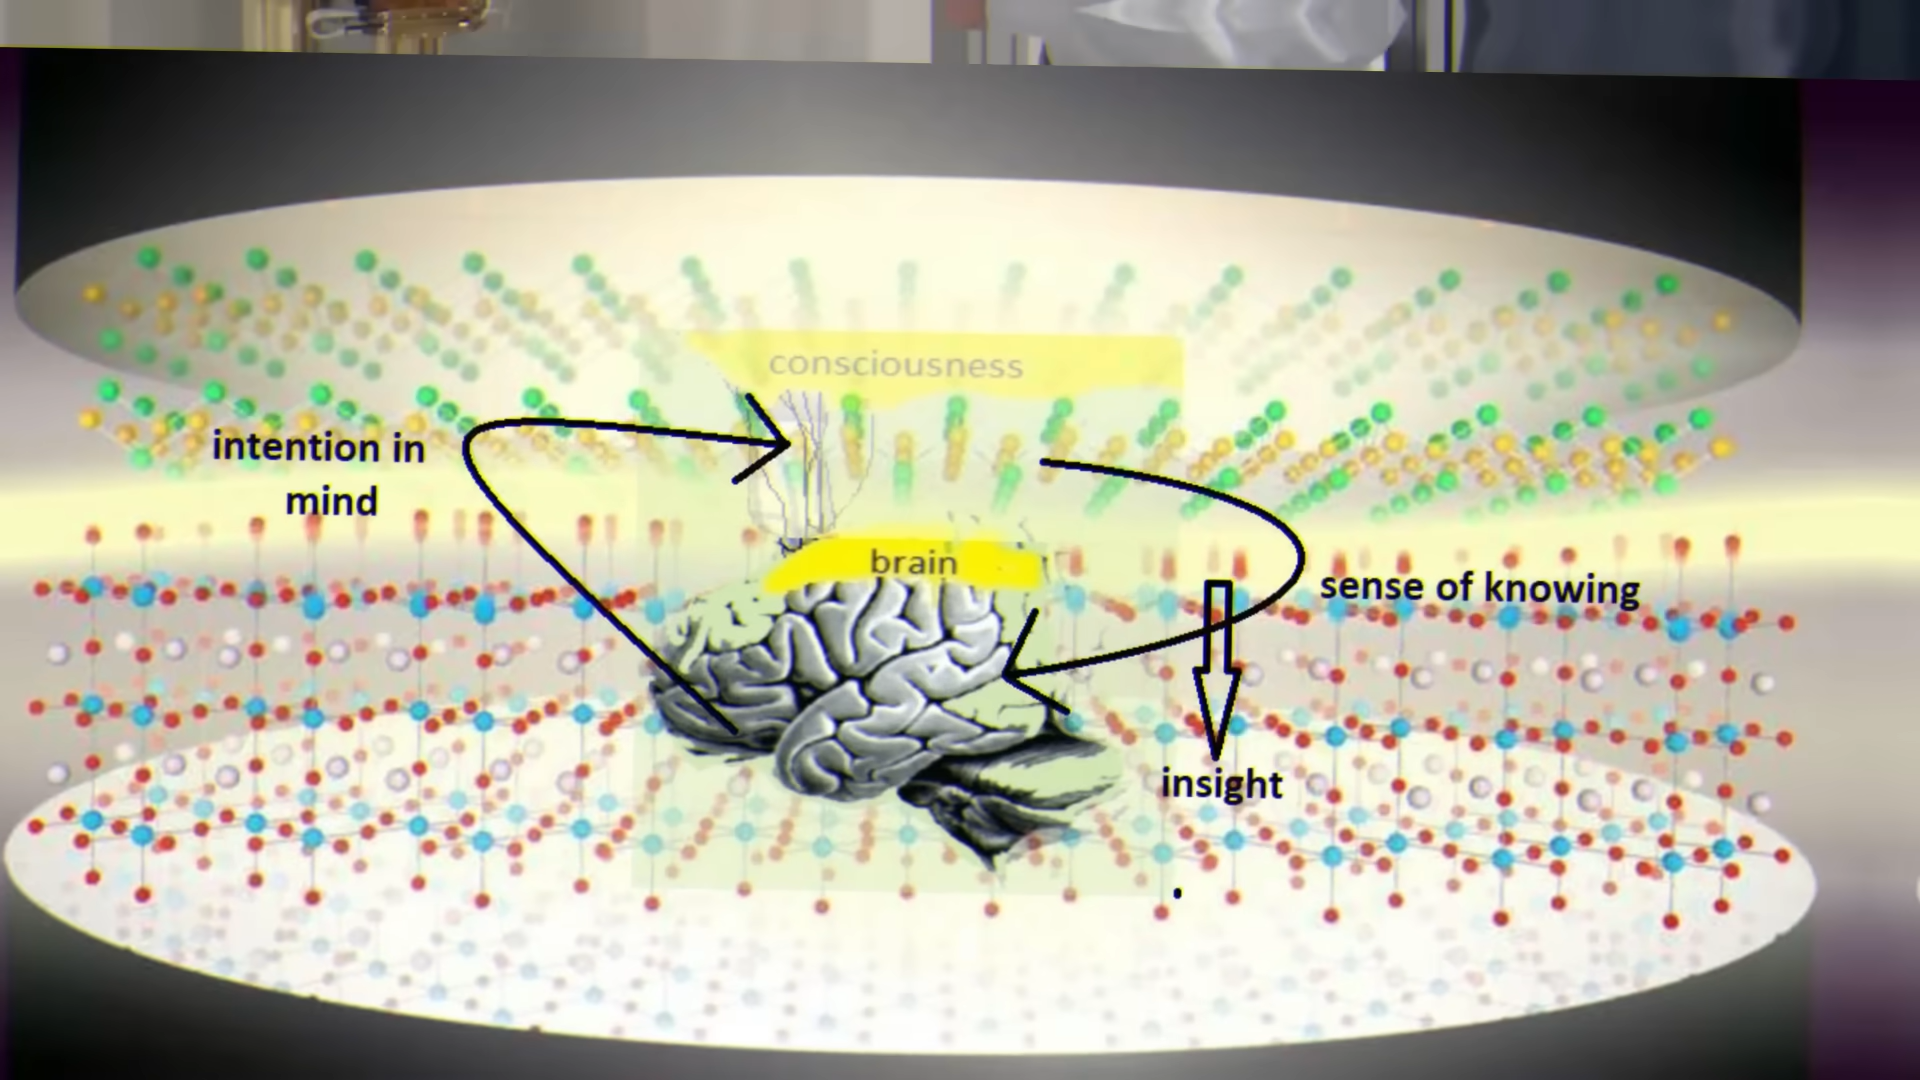 consciousness
intention in
mind
brain
sense of knowing
insight